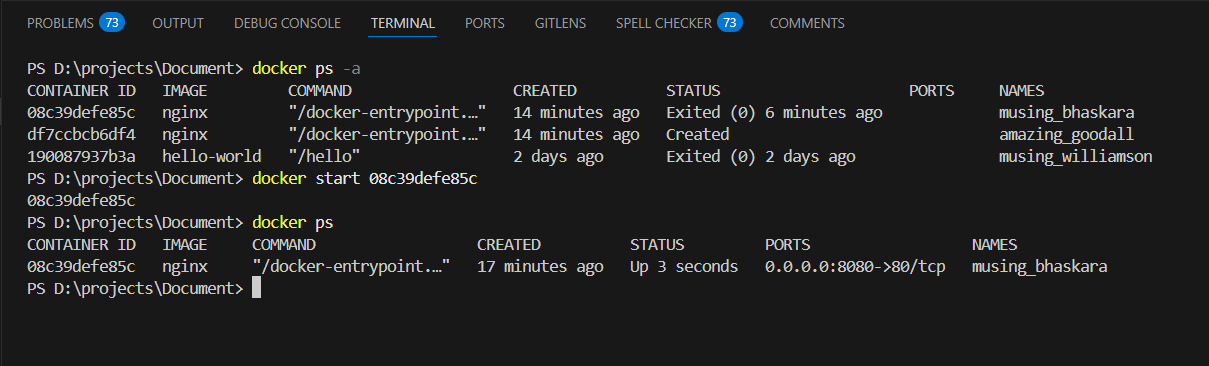 PROBLEMS 73 OUTPUT DEBUG CONSOLE TERMINAL PORTS GITLENS SPELL CHECKER 73 COMMENTS
PS D:\projects\Document> docker ps -a
CONTAINER ID IMAGE COMMAND CREATED STATUS PORTS NAMES
08c39defe85c nginx "/docker-entrypoint.…" 14 minutes ago Exited (0) 6 minutes ago musing_bhaskara
df7ccbcb6df4 nginx "/docker-entrypoint.…" 14 minutes ago Created amazing_goodall
190087937b3a hello-world "/hello" 2 days ago Exited (0) 2 days ago musing_williamson
PS D:\projects\Document> docker start 08c39defe85c
08c39defe85c
PS D:\projects\Document> docker ps
CONTAINER ID IMAGE COMMAND CREATED STATUS PORTS NAMES
08c39defe85c nginx "/docker-entrypoint.…" 17 minutes ago Up 3 seconds 0.0.0.0:8080->80/tcp musing_bhaskara
PS D:\projects\Document>